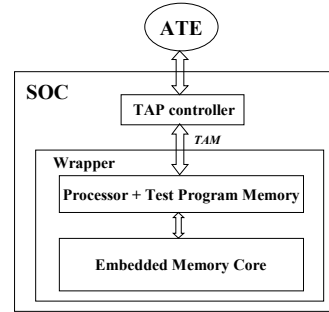 ATE
SOC
TAP controller
TAM
Wrapper
Processor + Test Program Memory
Embedded Memory Core